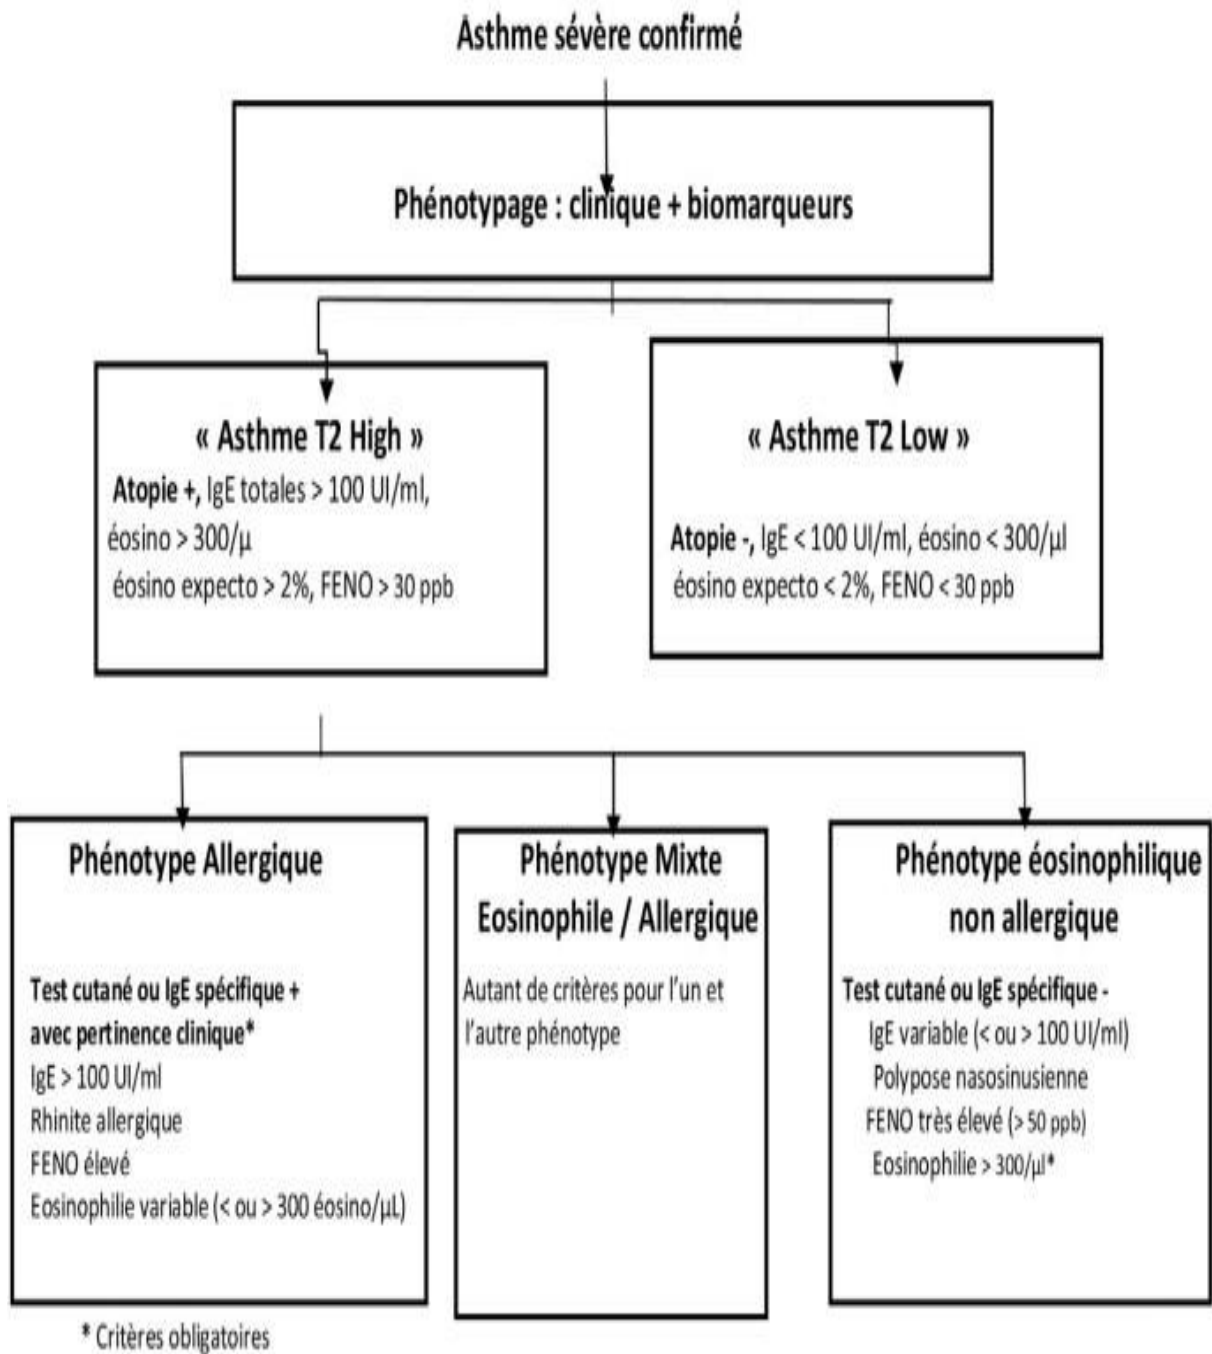 Asthme sévère confirmé
Phénotypage : clinique + biomarqueurs
« Asthme T2 High »
Atopie +, IgE totales > 100 UI/ml,
éosino > 300/µ
éosino expecto > 2%, FENO > 30 ppb
« Asthme T2 Low »
Atopie -, IgE < 100 UI/ml, éosino < 300/µl
éosino expecto < 2%, FENO < 30 ppb
Phénotype Allergique
Test cutané ou IgE spécifique +
avec pertinence clinique*
IgE > 100 UI/ml
Rhinite allergique
FENO élevé
Eosinophilie variable (< ou > 300 éosino/µL)
Phénotype Mixte
Eosinophile / Allergique
Autant de critères pour l'un et
l'autre phénotype
Phénotype éosinophilique
non allergique
Test cutané ou IgE spécifique -
IgE variable (< ou > 100 UI/ml)
Polypose nasosinusienne
FENO très élevé (> 50 ppb)
Eosinophilie > 300/µl*
* Critères obligatoires